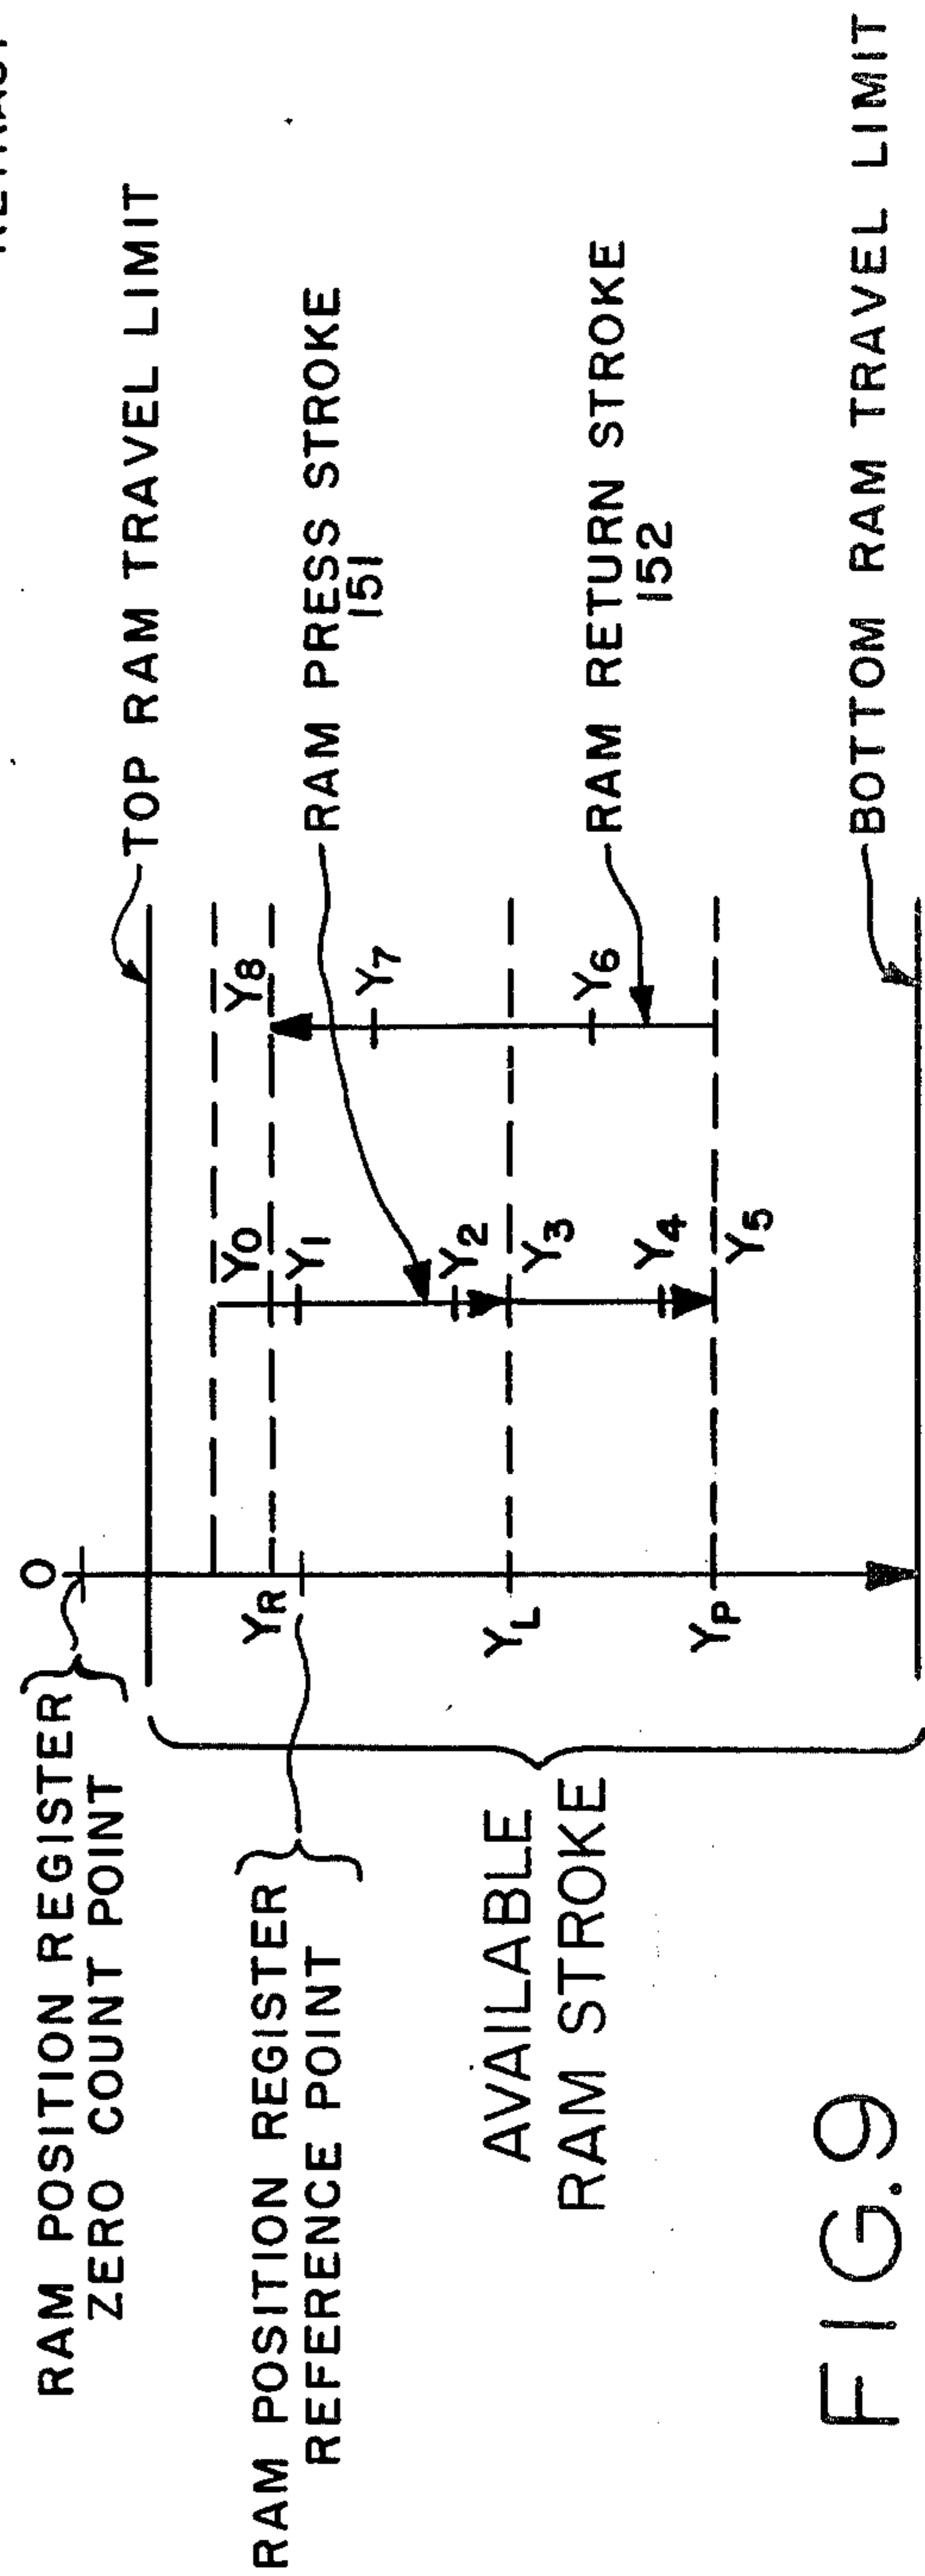 RAM POSITION REGISTER
ZERO COUNT POINT
0
TOP RAM TRAVEL LIMIT
RAM POSITION REGISTER
REFERENCE POINT
YR
Y0
Y8
Y1
RAM PRESS STROKE
151
Y7
AVAILABLE
RAM STROKE
YL
Y2
Y3
RAM RETURN STROKE
152
Y6
YP
Y4
Y5
BOTTOM RAM TRAVEL LIMIT
FIG.9